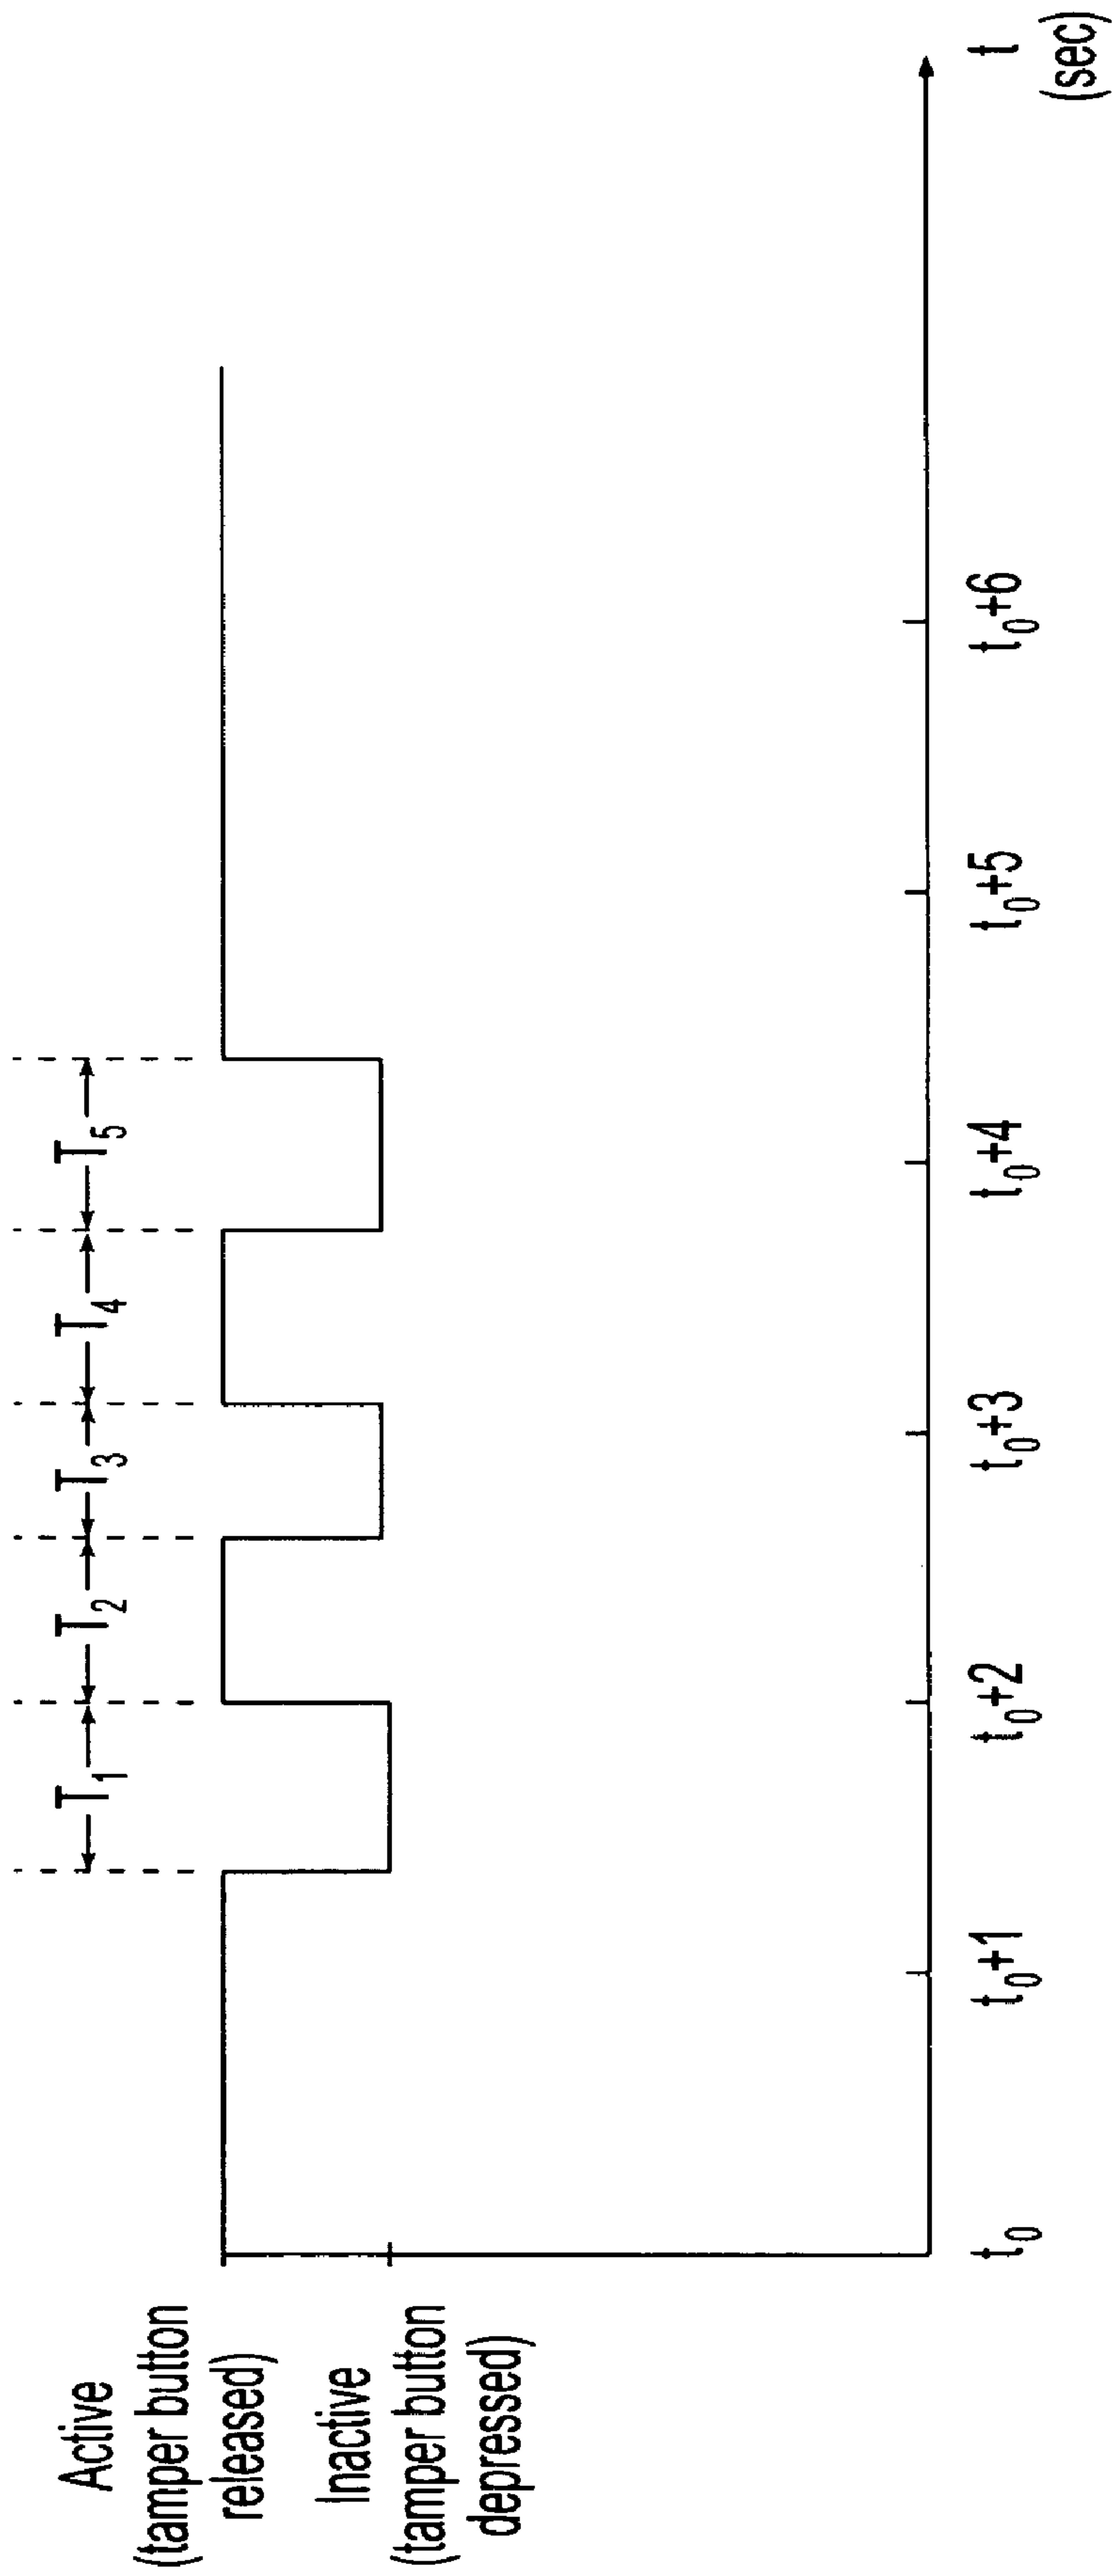 T₁ T₂ T₃ T₄ T₅
Active
(tamper button
released)
Inactive
(tamper button
depressed)
t₀ t₀+1 t₀+2 t₀+3 t₀+4 t₀+5 t₀+6 t
(sec)